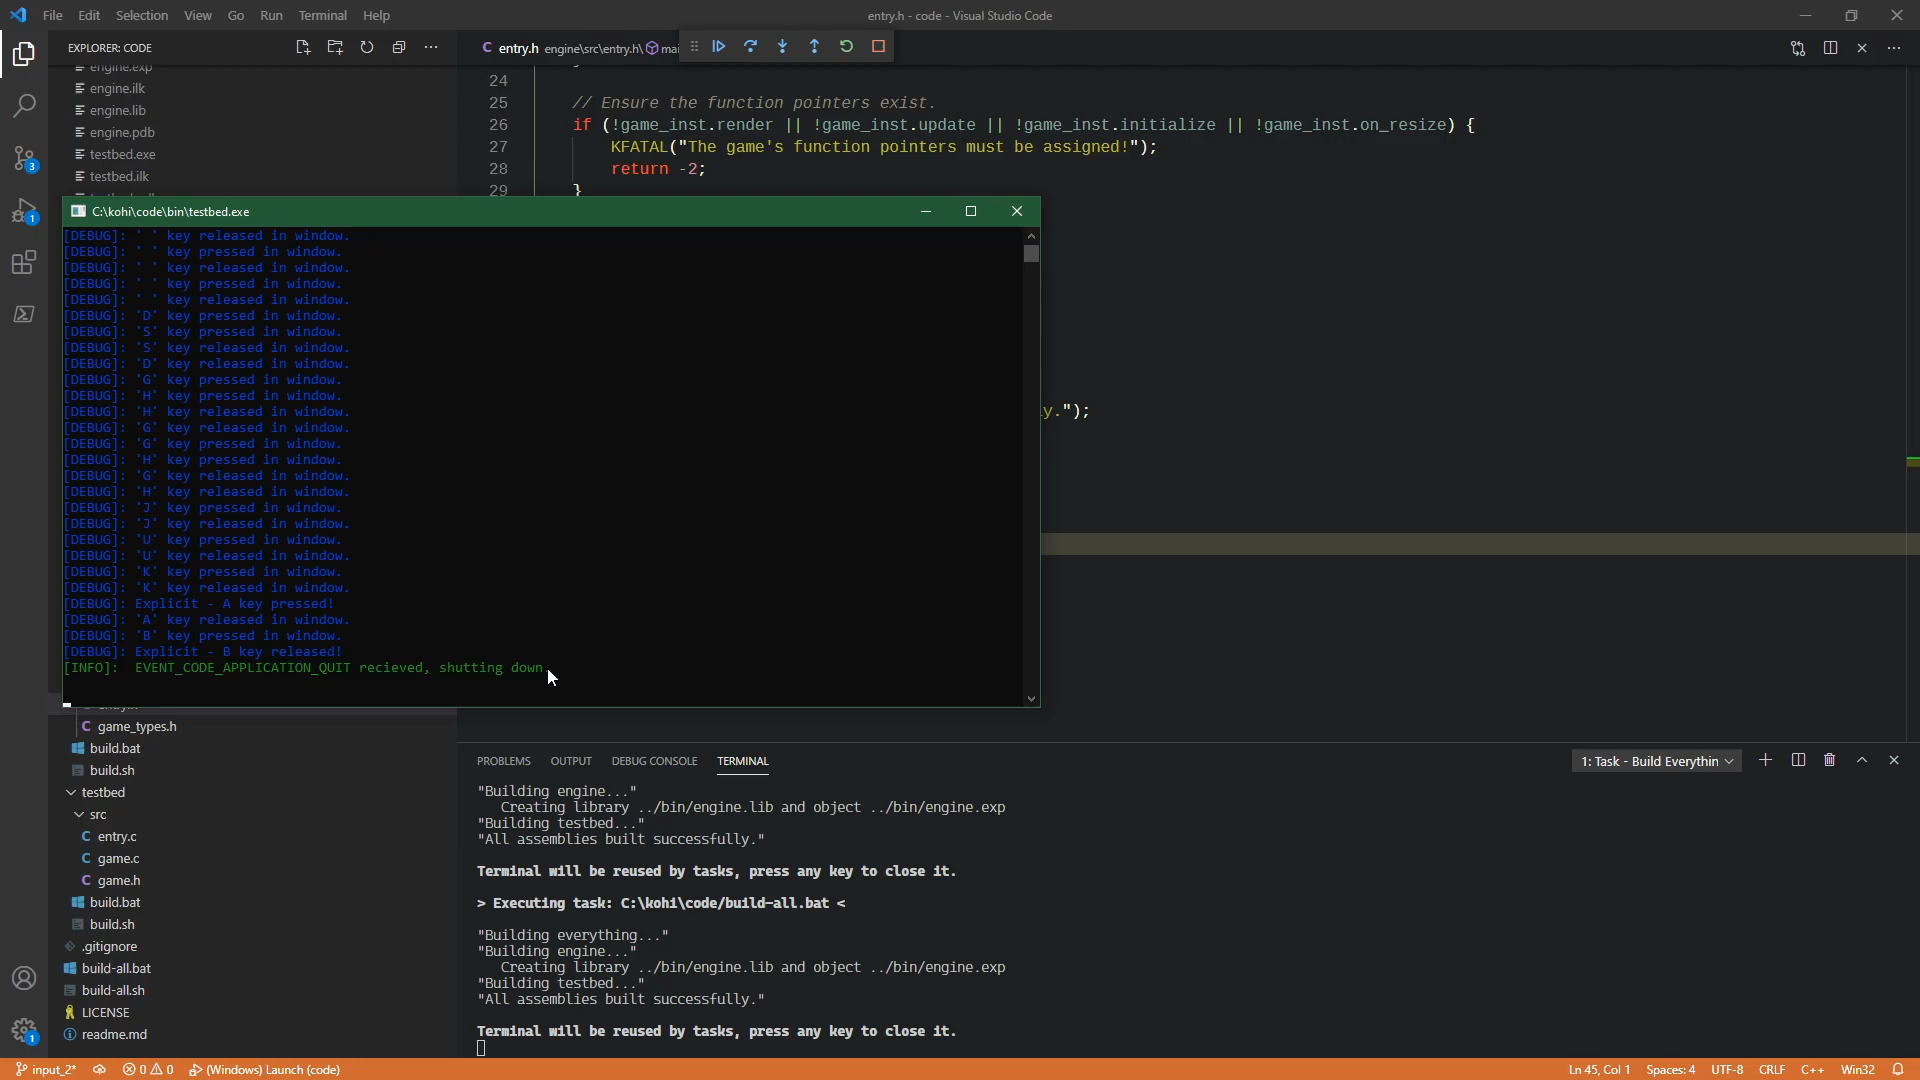 File Edit Selection View Go Run Terminal Help
entry.h - code - Visual Studio Code
EXPLORER: CODE
engine.exp
engine.ilk
engine.lib
engine.pdb
testbed.exe
testbed.ilk
C entry.h engine\src\entry.h\
24
25 // Ensure the function pointers exist.
26 if (!game_inst.render || !game_inst.update || !game_inst.initialize || !game_inst.on_resize) {
27 KFATAL("The game's function pointers must be assigned!");
28 return -2;
29 }
y.");
C:\kohi\code\bin\testbed.exe
[DEBUG]: ' ' key released in window.
[DEBUG]: ' ' key pressed in window.
[DEBUG]: ' ' key released in window.
[DEBUG]: ' ' key pressed in window.
[DEBUG]: ' ' key released in window.
[DEBUG]: 'D' key pressed in window.
[DEBUG]: 'S' key pressed in window.
[DEBUG]: 'S' key released in window.
[DEBUG]: 'D' key released in window.
[DEBUG]: 'G' key pressed in window.
[DEBUG]: 'H' key pressed in window.
[DEBUG]: 'H' key released in window.
[DEBUG]: 'G' key released in window.
[DEBUG]: 'G' key pressed in window.
[DEBUG]: 'H' key pressed in window.
[DEBUG]: 'G' key released in window.
[DEBUG]: 'H' key released in window.
[DEBUG]: 'J' key pressed in window.
[DEBUG]: 'J' key released in window.
[DEBUG]: 'U' key pressed in window.
[DEBUG]: 'U' key released in window.
[DEBUG]: 'K' key pressed in window.
[DEBUG]: 'K' key released in window.
[DEBUG]: Explicit - A key pressed!
[DEBUG]: 'A' key released in window.
[DEBUG]: 'B' key pressed in window.
[DEBUG]: Explicit - B key released!
[INFO]: EVENT_CODE_APPLICATION_QUIT recieved, shutting down
C game_types.h
build.bat
build.sh
testbed
src
C entry.c
C game.c
C game.h
build.bat
build.sh
.gitignore
build-all.bat
build-all.sh
LICENSE
readme.md
3
1
1
PROBLEMS OUTPUT DEBUG CONSOLE TERMINAL
1: Task - Build Everythin
"Building engine..."
Creating library ../bin/engine.lib and object ../bin/engine.exp
"Building testbed..."
"All assemblies built successfully."
Terminal will be reused by tasks, press any key to close it.
> Executing task: C:\kohi\code/build-all.bat <
"Building everything..."
"Building engine..."
Creating library ../bin/engine.lib and object ../bin/engine.exp
"Building testbed..."
"All assemblies built successfully."
Terminal will be reused by tasks, press any key to close it.
input_2* 0 0 (Windows) Launch (code)
Ln 45, Col 1 Spaces: 4 UTF-8 CRLF C++ Win32